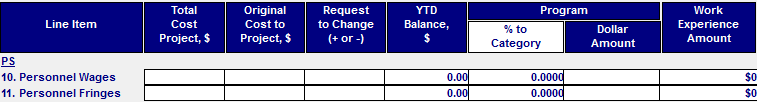 Line Item
Total Cost Project, $
Original Cost to Project, $
Request to Change (+ or -)
YTD Balance, $
Program
% to Category
Dollar Amount
Work Experience Amount
PS
10. Personnel Wages 0.00 0.0000 $0
11. Personnel Fringes 0.00 0.0000 $0